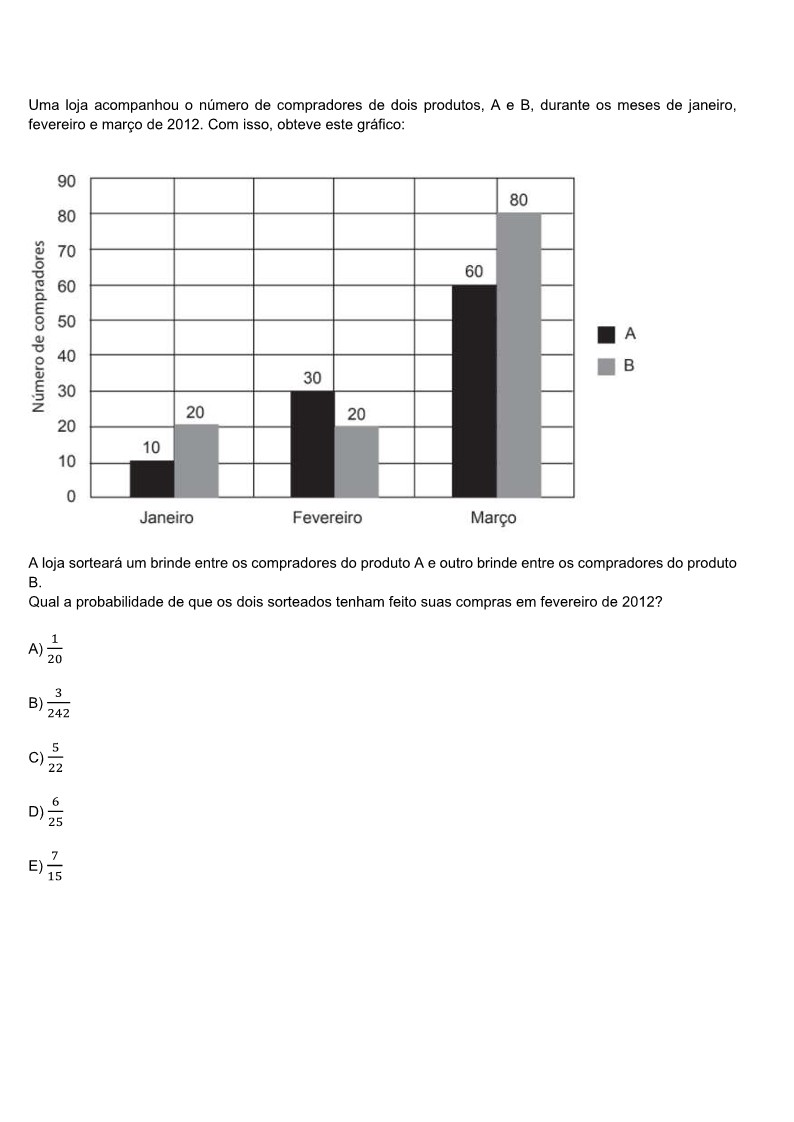 Uma loja acompanhou o número de compradores de dois produtos, A e B, durante os meses de janeiro,
fevereiro e março de 2012. Com isso, obteve este gráfico:
Número de compradores
90
80
70
60
50
40
30
20
10
0
10
20
30
20
60
80
Janeiro
Fevereiro
Março
A
B
A loja sorteará um brinde entre os compradores do produto A e outro brinde entre os compradores do produto
B.
Qual a probabilidade de que os dois sorteados tenham feito suas compras em fevereiro de 2012?
A) 1/20
B) 3/242
C) 5/22
D) 6/25
E) 7/15